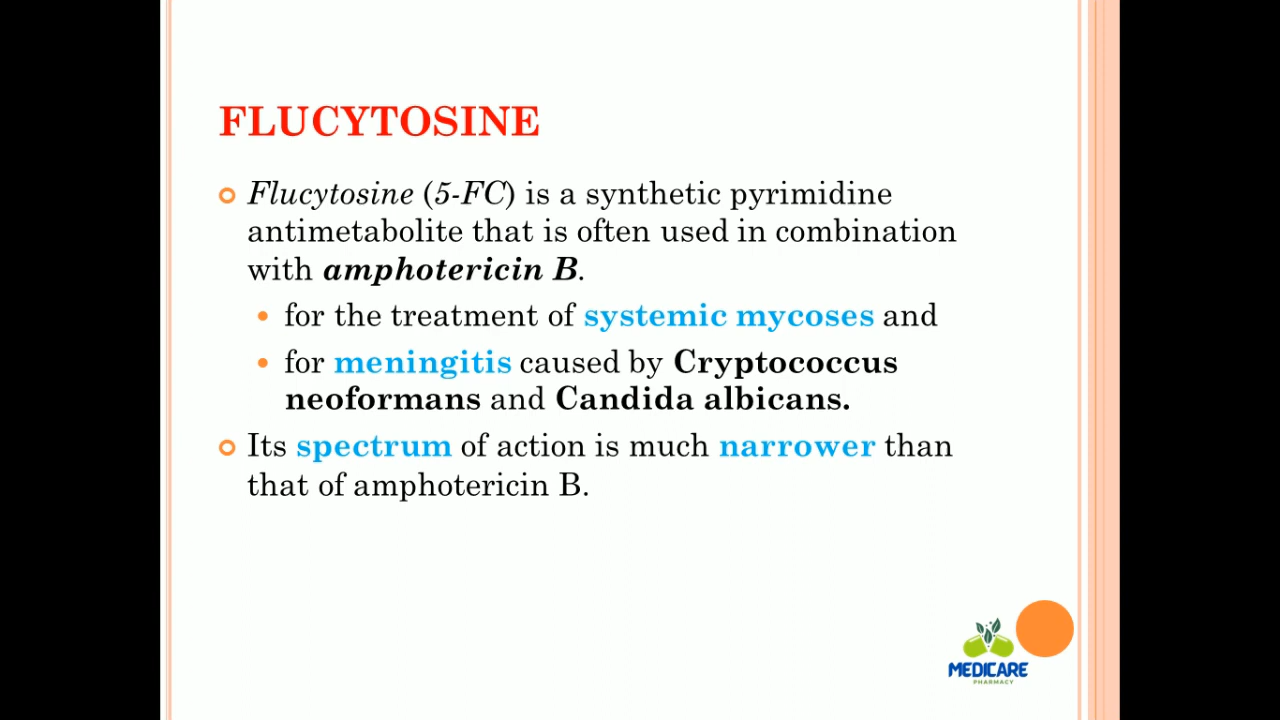 FLUCYTOSINE
Flucytosine (5-FC) is a synthetic pyrimidine
antimetabolite that is often used in combination
with amphotericin B.
for the treatment of systemic mycoses and
for meningitis caused by Cryptococcus
neoformans and Candida albicans.
Its spectrum of action is much narrower than
that of amphotericin B.
MEDICARE
PHARMACY